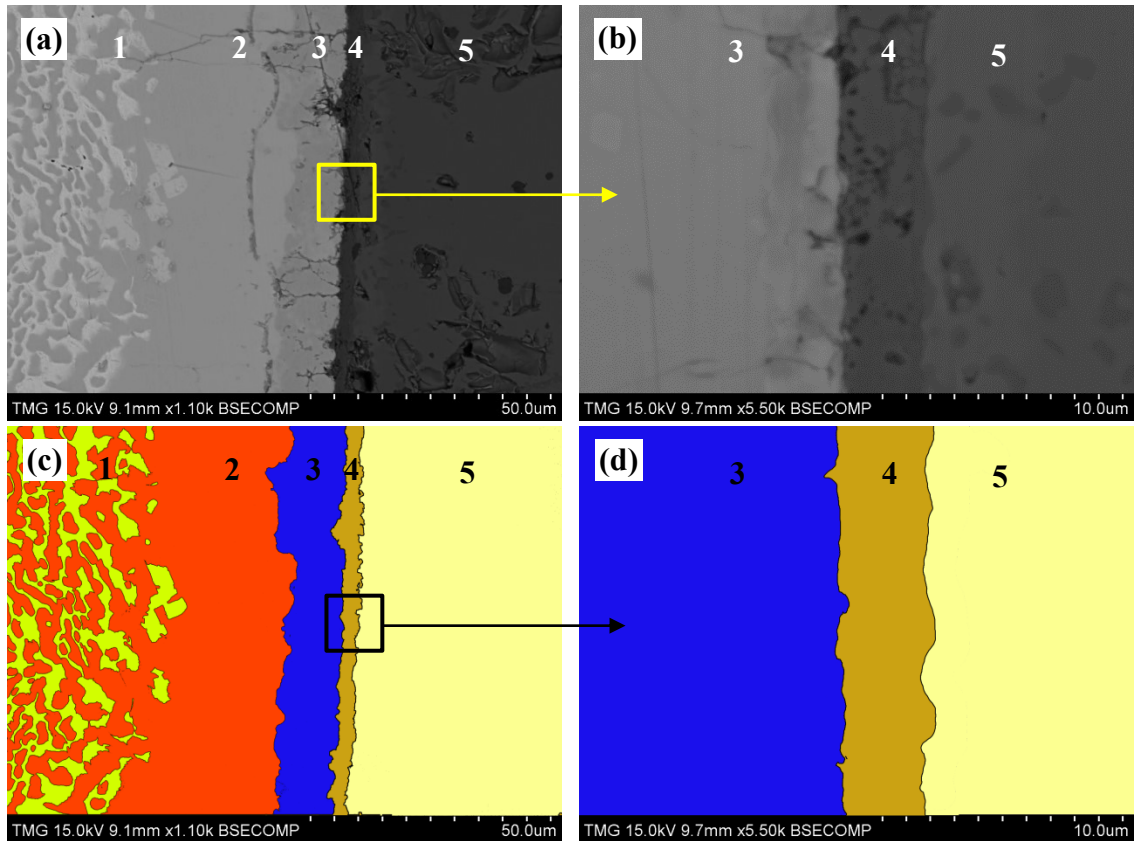 (a) 1 2 3 4 5
TMG 15.0kV 9.1mm x1.10k BSECOMP 50.0um
(b) 3 4 5
TMG 15.0kV 9.7mm x5.50k BSECOMP 10.0um
(c) 1 2 3 4 5
TMG 15.0kV 9.1mm x1.10k BSECOMP 50.0um
(d) 3 4 5
TMG 15.0kV 9.7mm x5.50k BSECOMP 10.0um